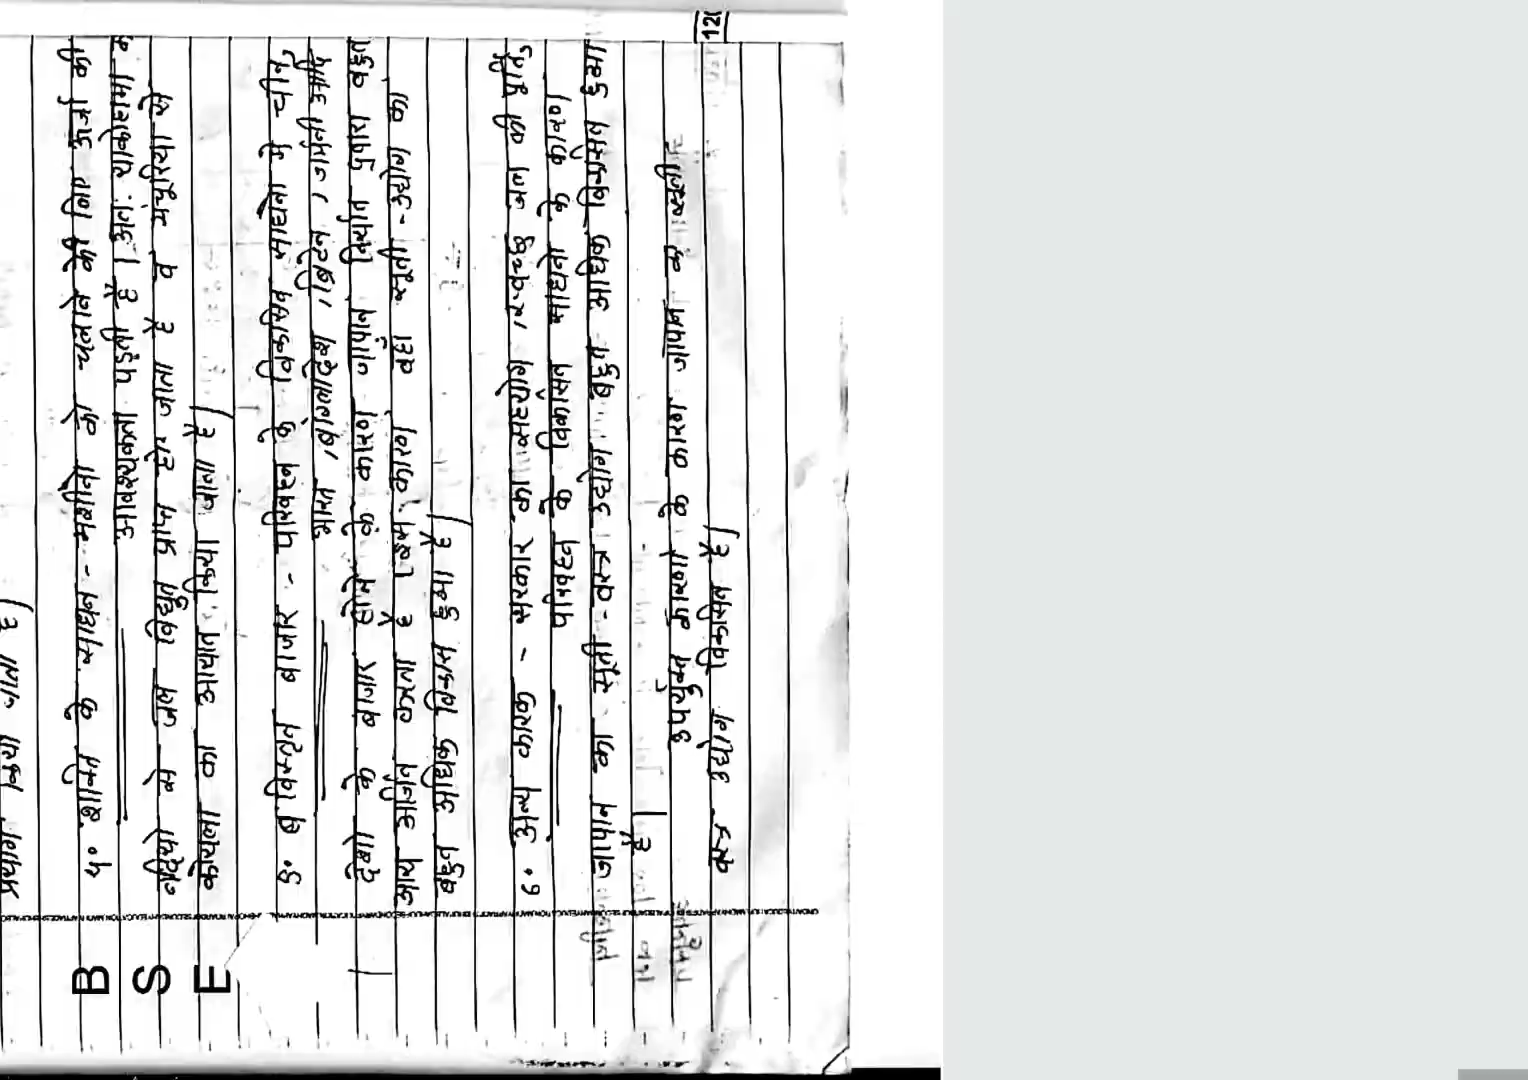 प्रयोग किया जाता है।
४. शक्ति के साधन - मशीनों को चलाने के लिए ऊर्जा की
आवश्यकता पड़ती है। अतः
नदियों से जल विद्युत प्राप्त हो जाता है व मंचूरिया से
कोयला का आयात किया जाता है।
5. विस्तृत बाजार - परिवहन के विकसित साधनों से
भारत, बांग्लादेश, ब्रिटेन, जर्मनी आदि
देशों के बाजार होने के कारण जापान विदेशी मुद्रा
आय अर्जित करता है इस कारण वहां सूती-उद्योग का
बहुत अधिक विकास हुआ है।
6. अन्य कारक - सरकार का सहयोग, स्वच्छ जल की
परिवहन के विकसित साधनों के कारण
जापान का सूती-वस्त्र उद्योग बहुत अधिक विकसित हुआ
है।
उपर्युक्त कारणों के कारण जापान का
वस्त्र उद्योग विकसित है।
B
S
E